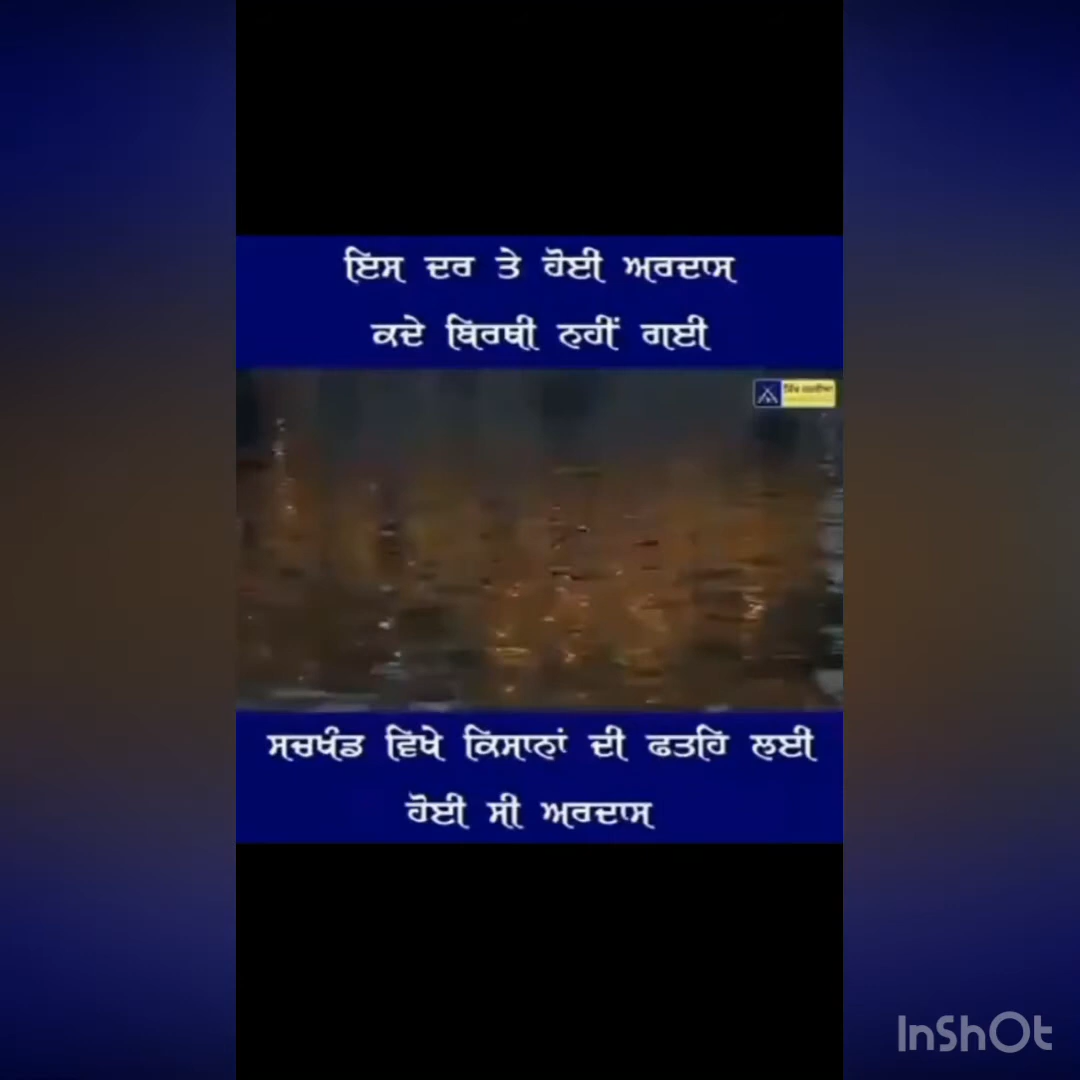 ਇਸ ਦਰ ਤੇ ਹੋਈ ਅਰਦਾਸ
ਕਦੇ ਬਿਰਥੀ ਨਹੀਂ ਗਈ
ਸਚਖੰਡ ਵਿਖੇ ਕਿਸਾਨਾਂ ਦੀ ਫਤਹਿ ਲਈ
ਹੋਈ ਸੀ ਅਰਦਾਸ
InShOt